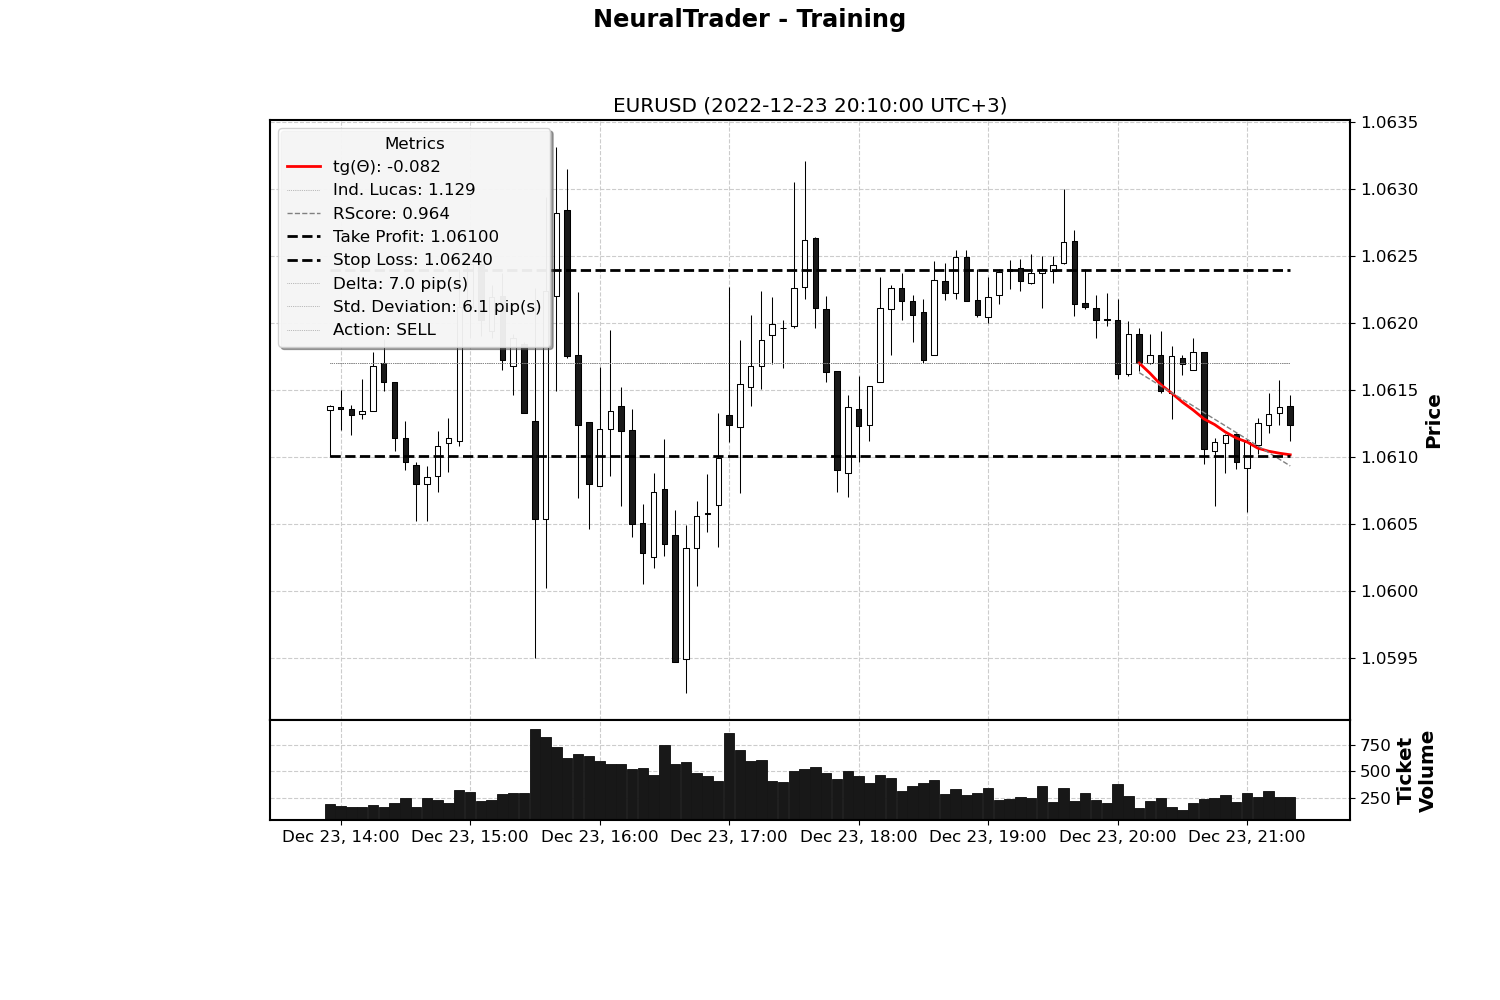 NeuralTrader - Training
EURUSD (2022-12-23 20:10:00 UTC+3)
Metrics
tg(Θ): -0.082
Ind. Lucas: 1.129
RScore: 0.964
Take Profit: 1.06100
Stop Loss: 1.06240
Delta: 7.0 pip(s)
Std. Deviation: 6.1 pip(s)
Action: SELL
1.0635
1.0630
1.0625
1.0620
1.0615
1.0610
1.0605
1.0600
1.0595
Price
750
500
250
Ticket
Volume
Dec 23, 14:00 Dec 23, 15:00 Dec 23, 16:00 Dec 23, 17:00 Dec 23, 18:00 Dec 23, 19:00 Dec 23, 20:00 Dec 23, 21:00